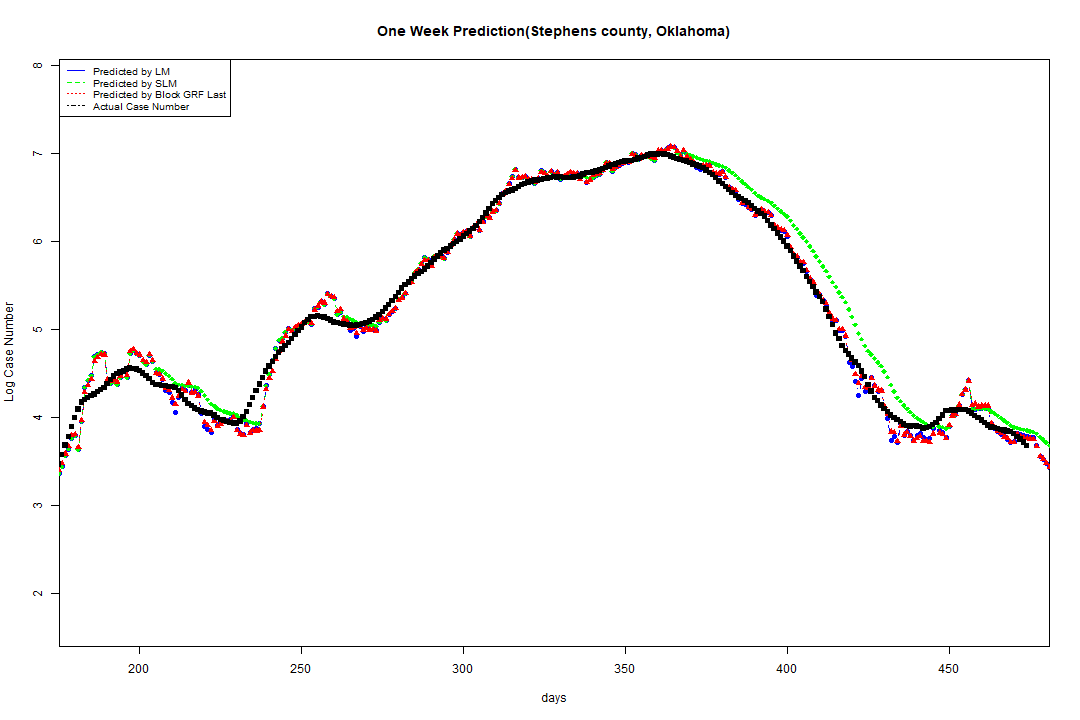 One Week Prediction(Stephens county, Oklahoma)
Predicted by LM
Predicted by SLM
Predicted by Block GRF Last
Actual Case Number
Log Case Number
8
7
6
5
4
3
2
200 250 300 350 400 450
days